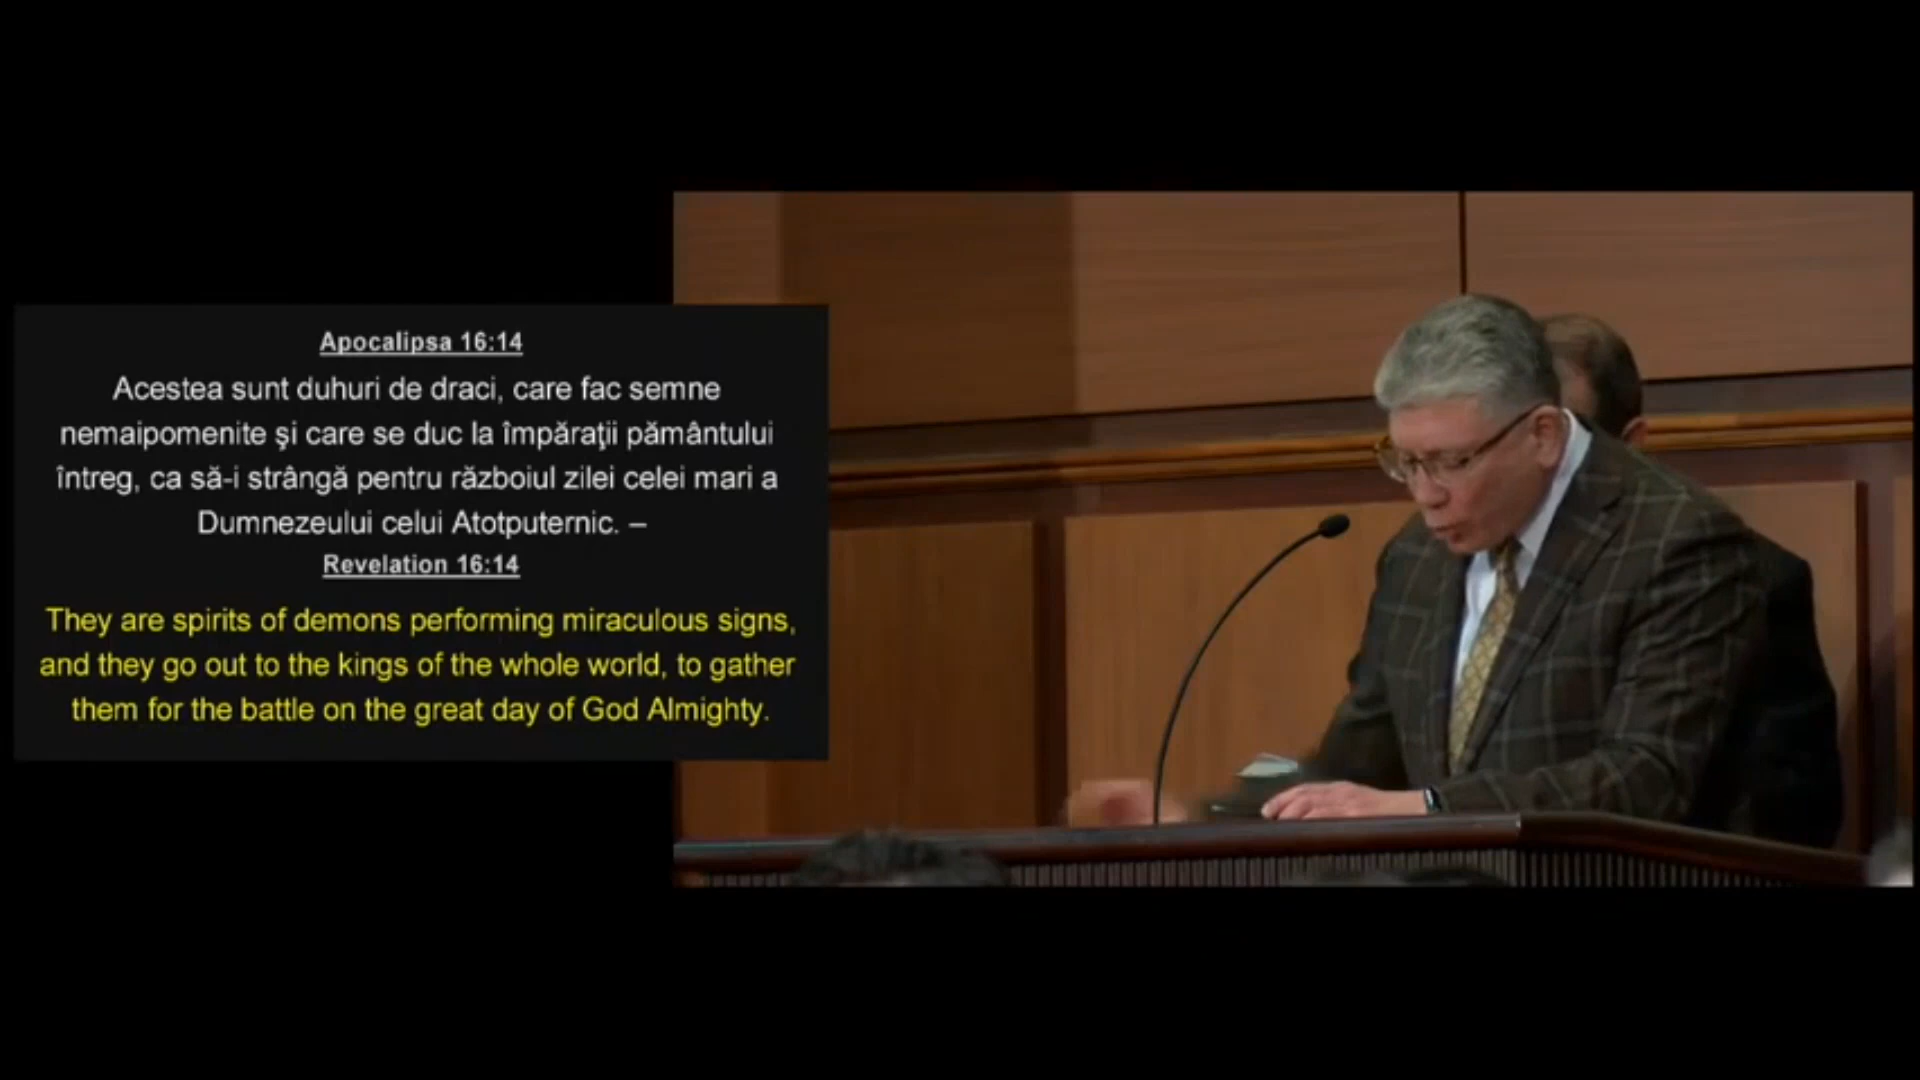 Apocalipsa 16:14
Acestea sunt duhuri de draci, care fac semne
nemaipomenite şi care se duc la împăraţii pământului
întreg, ca să-i strângă pentru războiul zilei celei mari a
Dumnezeului celui Atotputernic. –
Revelation 16:14
They are spirits of demons performing miraculous signs,
and they go out to the kings of the whole world, to gather
them for the battle on the great day of God Almighty.